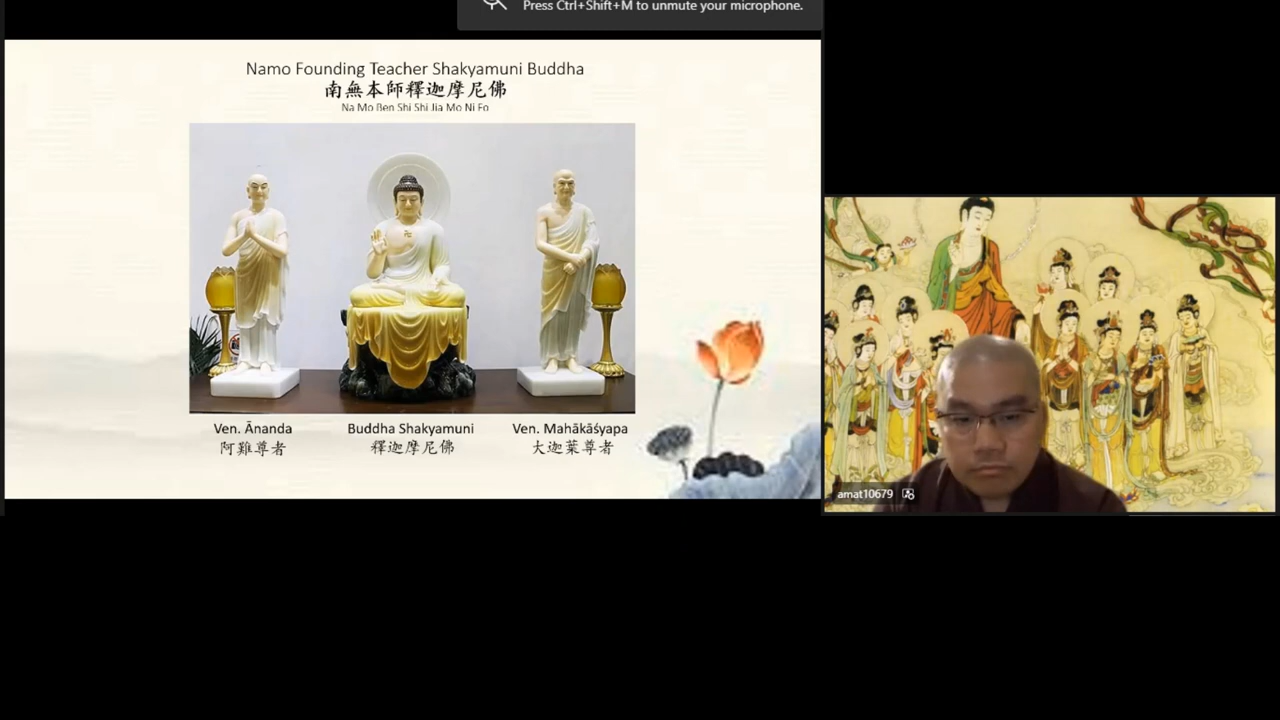 Press Ctrl+Shift+M to unmute your microphone.
Namo Founding Teacher Shakyamuni Buddha
南無本師釋迦摩尼佛
Na Mo Ben Shi Shi Jia Mo Ni Fo
Ven. Ānanda
阿難尊者
Buddha Shakyamuni
釋迦摩尼佛
Ven. Mahākāśyapa
大迦葉尊者
amat10679